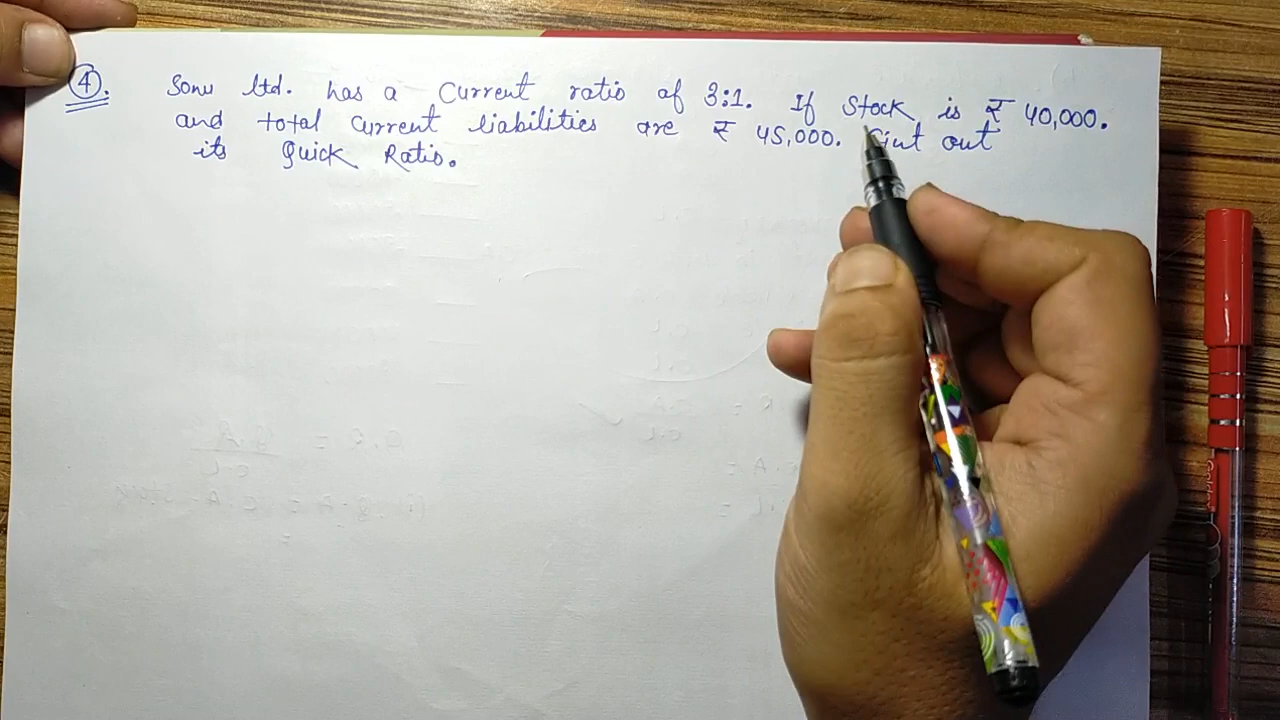 4. Sonu ltd. has a current ratio of 3:1. If Stock is ₹ 40,000.
and total current liabilities are ₹ 45,000. out
its Quick Ratio.